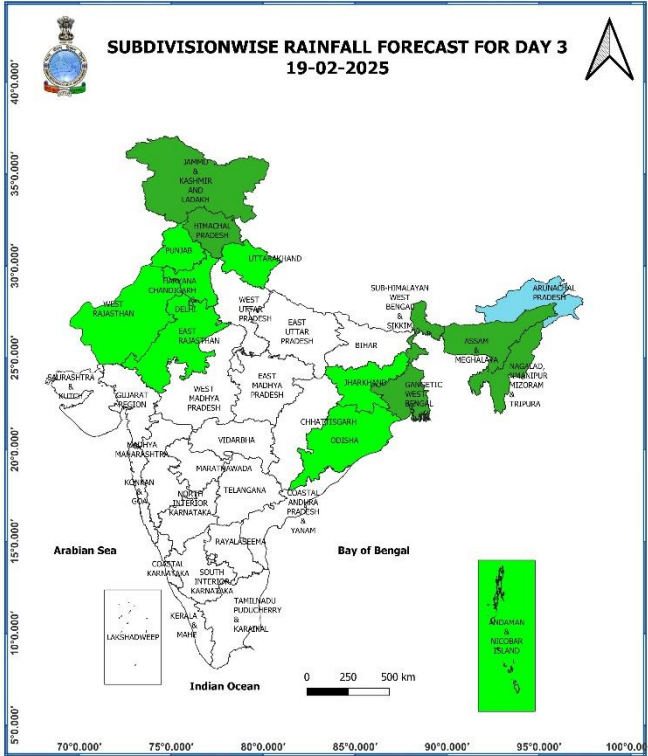 SUBDIVISIONWISE RAINFALL FORECAST FOR DAY 3
19-02-2025
40°0.000'
35°0.000'
30°0.000'
25°0.000'
20°0.000'
15°0.000'
10°0.000'
5°0.000'
JAMMU
&
KASHMIR
AND
LADAKH
HIMACHAL
PRADESH
PUNJAB
UTTARAKHAND
HARYANA
CHANDIGARH
DELHI
WEST
RAJASTHAN
EAST
RAJASTHAN
WEST
UTTAR
PRADESH
EAST
UTTAR
PRADESH
SUB-HIMALAYAN
WEST
BENGAL
&
SIKKIM
ARUNACHAL
PRADESH
ASSAM
&
MEGHALAYA
MIZORAM
&
TRIPURA
BIHAR
JHARKHAND
GANGETIC
WEST
BENGAL
SAURASHTRA
&
KUTCH
GUJARAT
REGION
WEST
MADHYA
PRADESH
EAST
MADHYA
PRADESH
CHHATTISGARH
ODISHA
VIDARBHA
MADHYA
MAHARASHTRA
MARATHAWADA
KONKAN
&
GOA
NORTH
INTERIOR
KARNATAKA
TELANGANA
COASTAL
ANDHRA
PRADESH
&
YANAM
RAYALASEEMA
COASTAL
KARNATAKA
SOUTH
INTERIOR
KARNATAKA
TAMILNADU
PUDUCHERRY
&
KARAIKAL
KERALA
&
MAHE
LAKSHADWEEP
ANDAMAN
&
NICOBAR
ISLAND
Arabian Sea
Bay of Bengal
Indian Ocean
0 250 500 km
70°0.000' 75°0.000' 80°0.000' 85°0.000' 90°0.000' 95°0.000' 100°0.000'